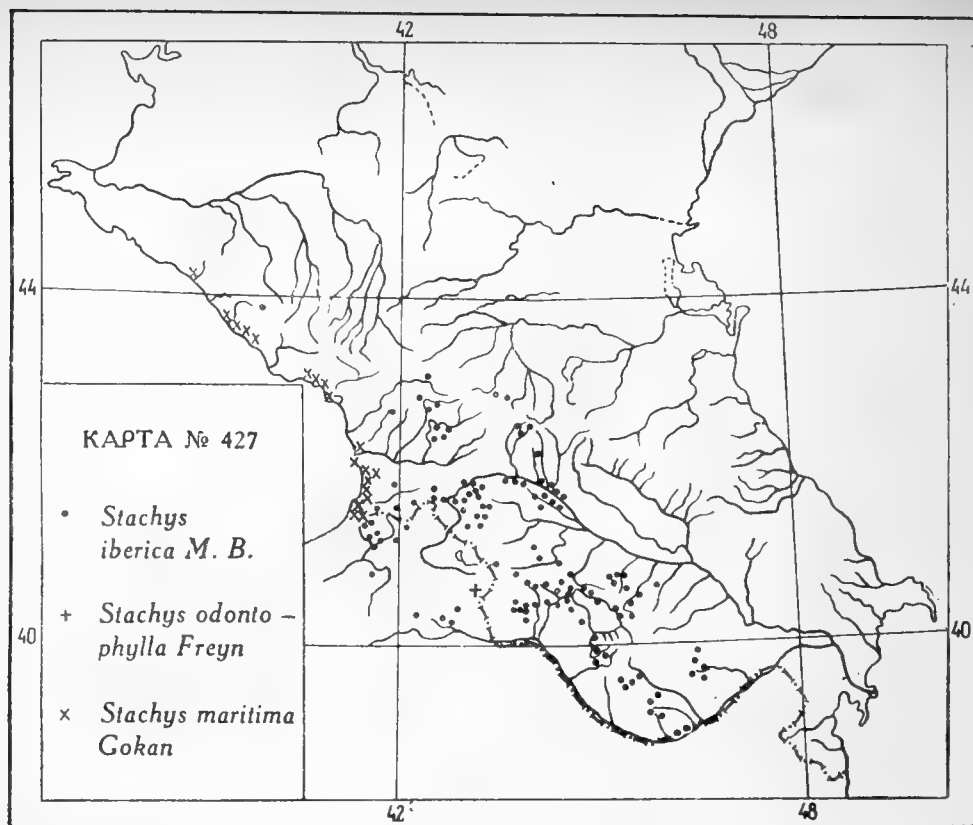 42
48
44
44
КАРТА № 427
• Stachys
iberica M. B.
+ Stachys odonto –
phylla Freyn
× Stachys maritima
Gokan
40
40
42
48